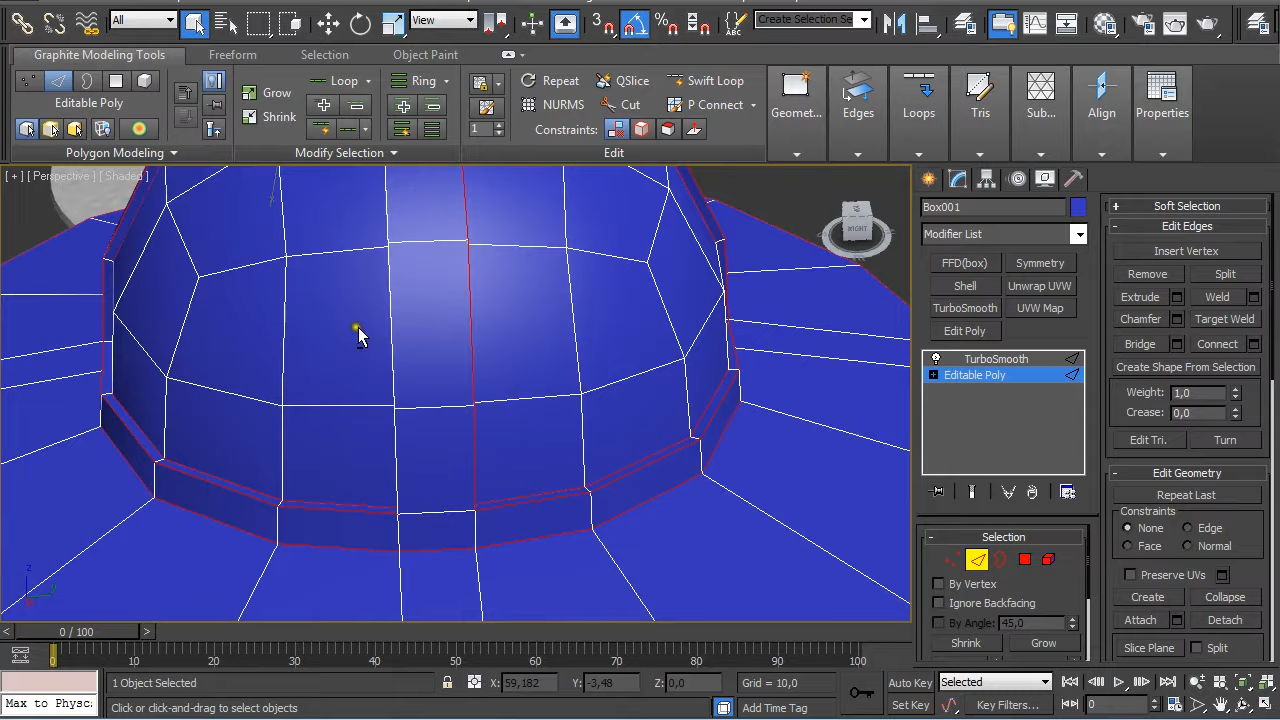 All
View
3
%
ABC
Create Selection Se
Graphite Modeling Tools
Freeform
Selection
Object Paint
Editable Poly
Polygon Modeling
Grow
Shrink
Loop
Ring
Modify Selection
1
Repeat
QSlice
Swift Loop
NURMS
Cut
P Connect
Constraints:
Edit
Geomet...
Edges
Loops
Tris
Sub...
Align
Properties
[ + ] [ Perspective ] [ Shaded ]
RIGHT
z
Box001
Modifier List
FFD(box)
Symmetry
Shell
Unwrap UVW
TurboSmooth
UVW Map
Edit Poly
TurboSmooth
Editable Poly
Selection
By Vertex
Ignore Backfacing
By Angle:
45,0
Shrink
Grow
Soft Selection
Edit Edges
Insert Vertex
Remove
Split
Extrude
Weld
Chamfer
Target Weld
Bridge
Connect
Create Shape From Selection
Weight:
1,0
Crease:
0,0
Edit Tri.
Turn
Edit Geometry
Repeat Last
Constraints
None
Edge
Face
Normal
Preserve UVs
Create
Collapse
Attach
Detach
Slice Plane
Split
< 0 / 100 >
0 10 20 30 40 50 60 70 80 90 100
1 Object Selected
X: 59,182
Y: -3,48
Z: 0,0
Grid = 10,0
Auto Key
Selected
Max to Physc.
Click or click-and-drag to select objects
Add Time Tag
Set Key
Key Filters...
0